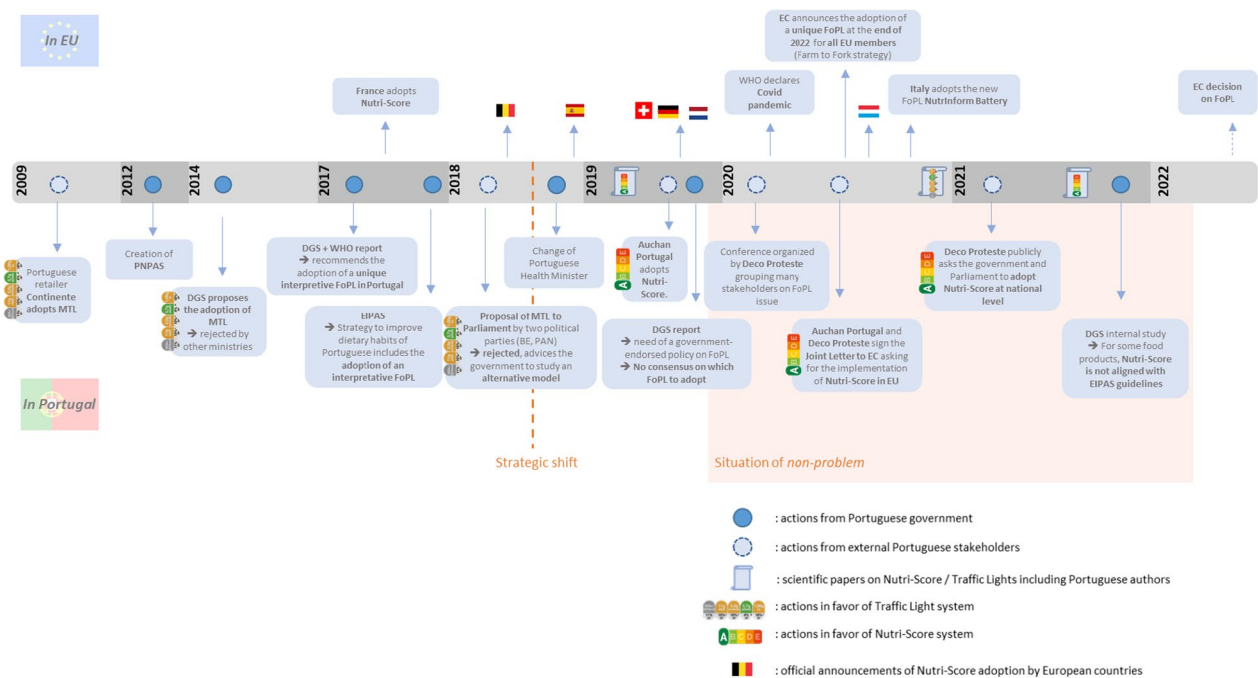 In EU
EC announces the adoption of
a unique FoPL at the end of
2022 for all EU members
(Farm to Fork strategy)
France adopts
Nutri-Score
WHO declares
Covid
pandemic
Italy adopts the new
FoPL NutrInform Battery
EC decision
on FoPL
2009
2012
2014
2017
2018
2019
2020
2021
2022
Portuguese
retailer
Continente
adopts MTL
Creation of
PNPAS
DGS proposes
the adoption of
MTL
→ rejected by
other ministries
DGS + WHO report
→ recommends the
adoption of a unique
interpretive FoPL in Portugal
EIPAS
→ Strategy to improve
dietary habits of
Portuguese includes the
adoption of an
interpretative FoPL
Proposal of MTL to
Parliament by two political
parties (BE, PAN)
→ rejected, advices the
government to study an
alternative model
Change of
Portuguese
Health Minister
ABCDE
Auchan
Portugal
adopts
Nutri-
Score.
DGS report
→ need of a government-
endorsed policy on FoPL
→ No consensus on which
FoPL to adopt
Conference organized
by Deco Proteste
grouping many
stakeholders on FoPL
issue
ABCDE
Auchan Portugal and
Deco Proteste sign the
Joint Letter to EC asking
for the implementation
of Nutri-Score in EU
ABCDE
Deco Proteste publicly
asks the government and
Parliament to adopt
Nutri-Score at national
level
DGS internal study
→ For some food
products, Nutri-Score
is not aligned with
EIPAS guidelines
In Portugal
Strategic shift
Situation of non-problem
: actions from Portuguese government
: actions from external Portuguese stakeholders
: scientific papers on Nutri-Score / Traffic Lights including Portuguese authors
: actions in favor of Traffic Light system
ABCDE
: actions in favor of Nutri-Score system
: official announcements of Nutri-Score adoption by European countries